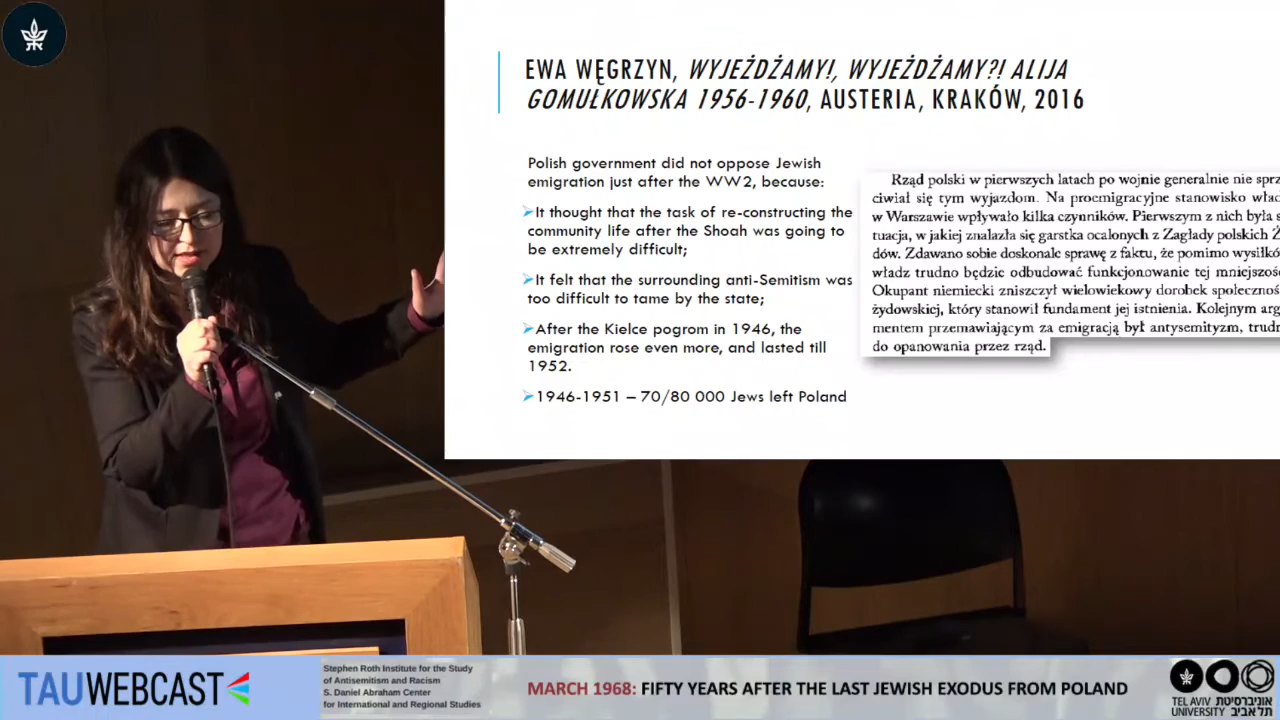 EWA WĘGRZYN, WYJEŻDŻAMY!, WYJEŻDŻAMY?! ALIJA
GOMUŁKOWSKA 1956-1960, AUSTERIA, KRAKÓW, 2016
Polish government did not oppose Jewish
emigration just after the WW2, because:
➢It thought that the task of re-constructing the
community life after the Shoah was going to
be extremely difficult;
➢It felt that the surrounding anti-Semitism was
too difficult to tame by the state;
➢After the Kielce pogrom in 1946, the
emigration rose even more, and lasted till
1952.
➢1946-1951 – 70/80 000 Jews left Poland
Rząd polski w pierwszych latach po wojnie generalnie nie sprz
ciwiał się tym wyjazdom. Na proemigracyjne stanowisko wład
w Warszawie wpływało kilka czynników. Pierwszym z nich była s
tuacja, w jakiej znalazła się garstka ocalonych z Zagłady polskich Ż
dów. Zdawano sobie doskonale sprawę z faktu, że pomimo wysiłkó
władz trudno będzie odbudować funkcjonowanie tej mniejszoś
Okupant niemiecki zniszczył wielowiekowy dorobek społecznoś
żydowskiej, który stanowił fundament jej istnienia. Kolejnym arg
mentem przemawiającym za emigracją był antysemityzm, trudn
do opanowania przez rząd.
TAUWEBCAST
Stephen Roth Institute for the Study
of Antisemitism and Racism
S. Daniel Abraham Center
for International and Regional Studies
MARCH 1968: FIFTY YEARS AFTER THE LAST JEWISH EXODUS FROM POLAND
TEL AVIV אוניברסיטת
UNIVERSITY תל אביב